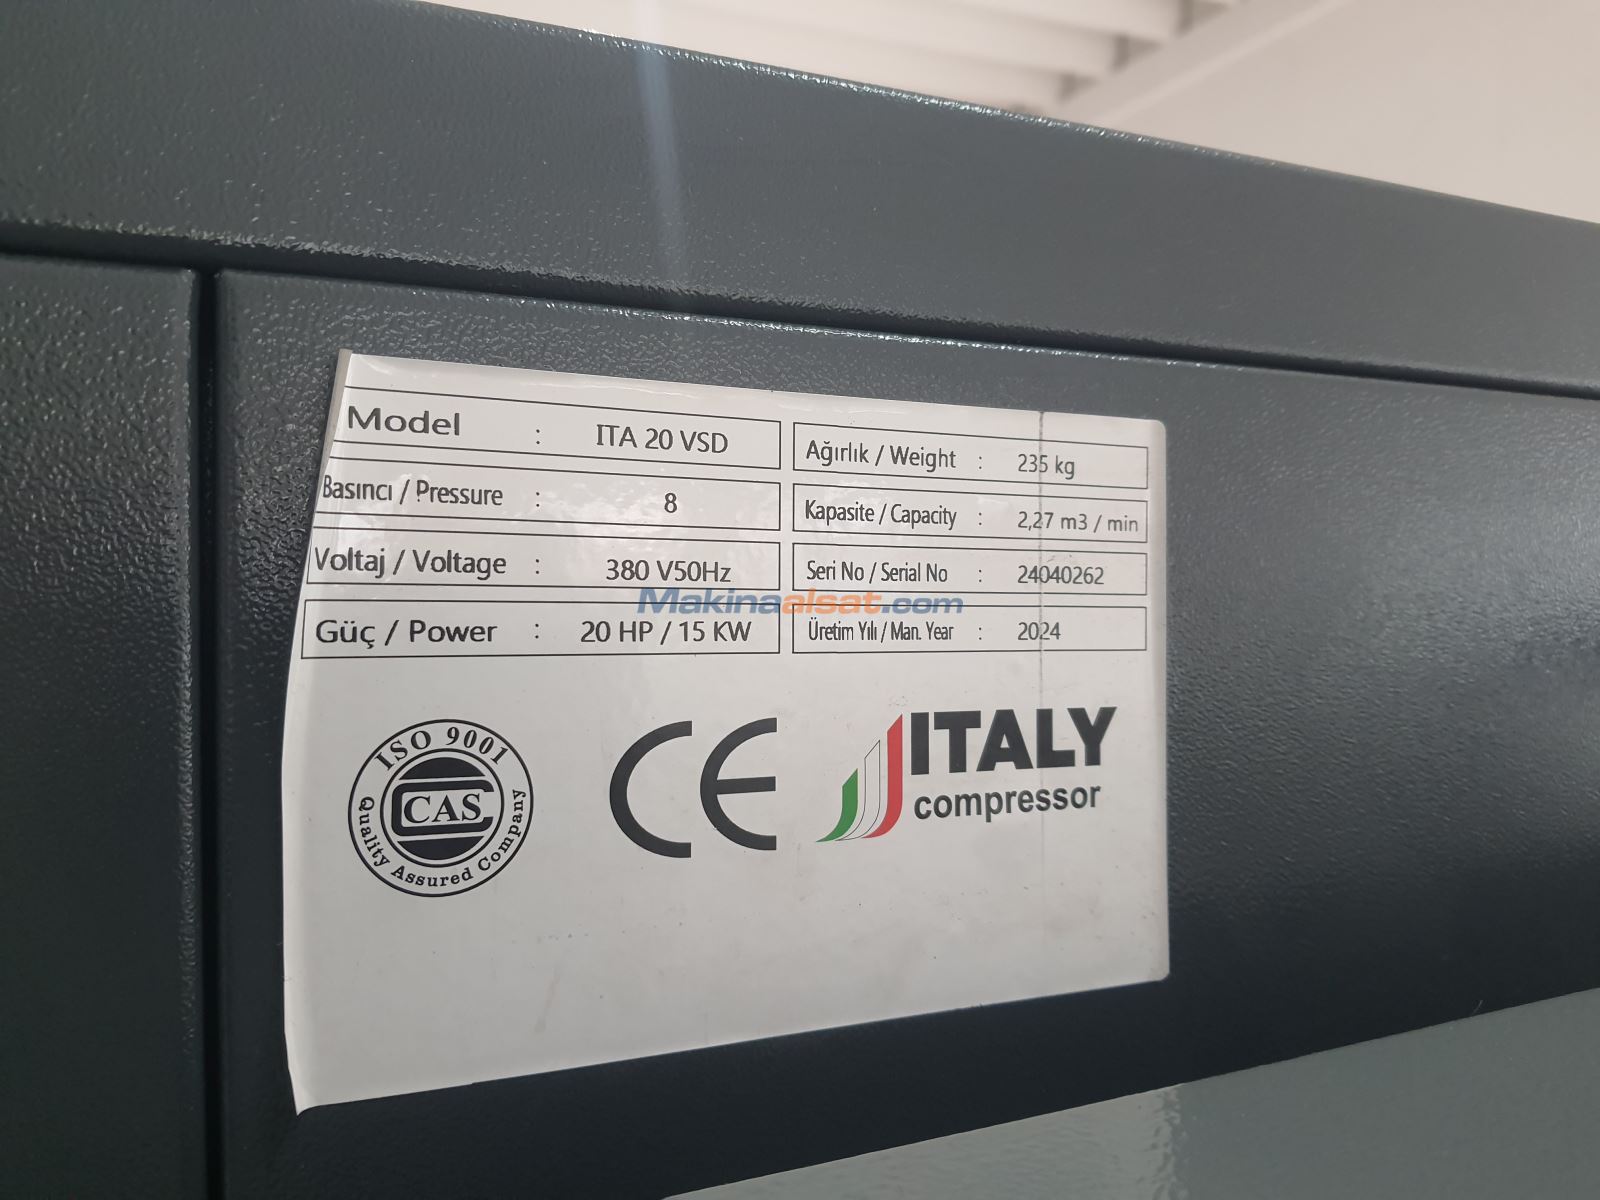 Model : ITA 20 VSD
Basıncı / Pressure : 8
Voltaj / Voltage : 380 V50Hz
Güç / Power : 20 HP / 15 KW
Ağırlık / Weight : 235 kg
Kapasite / Capacity : 2,27 m3 / min
Seri No / Serial No : 24040262
Üretim Yılı / Man. Year : 2024
Makinaalsat.com
ISO 9001
CAS
Quality Assured Company
CE
ITALY
compressor